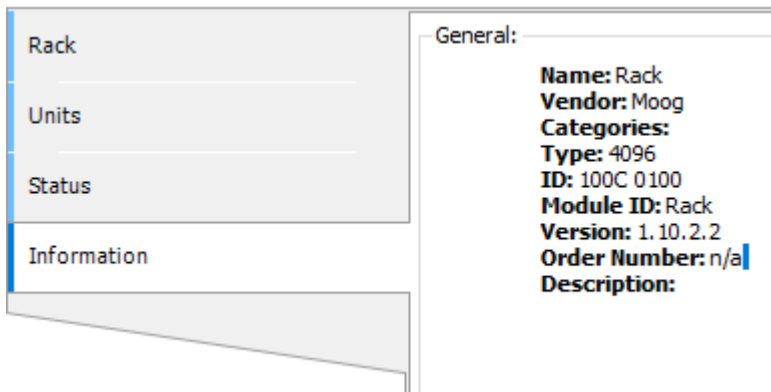 Rack
Units
Status
Information
General:
Name: Rack
Vendor: Moog
Categories:
Type: 4096
ID: 100C 0100
Module ID: Rack
Version: 1.10.2.2
Order Number: n/a
Description: